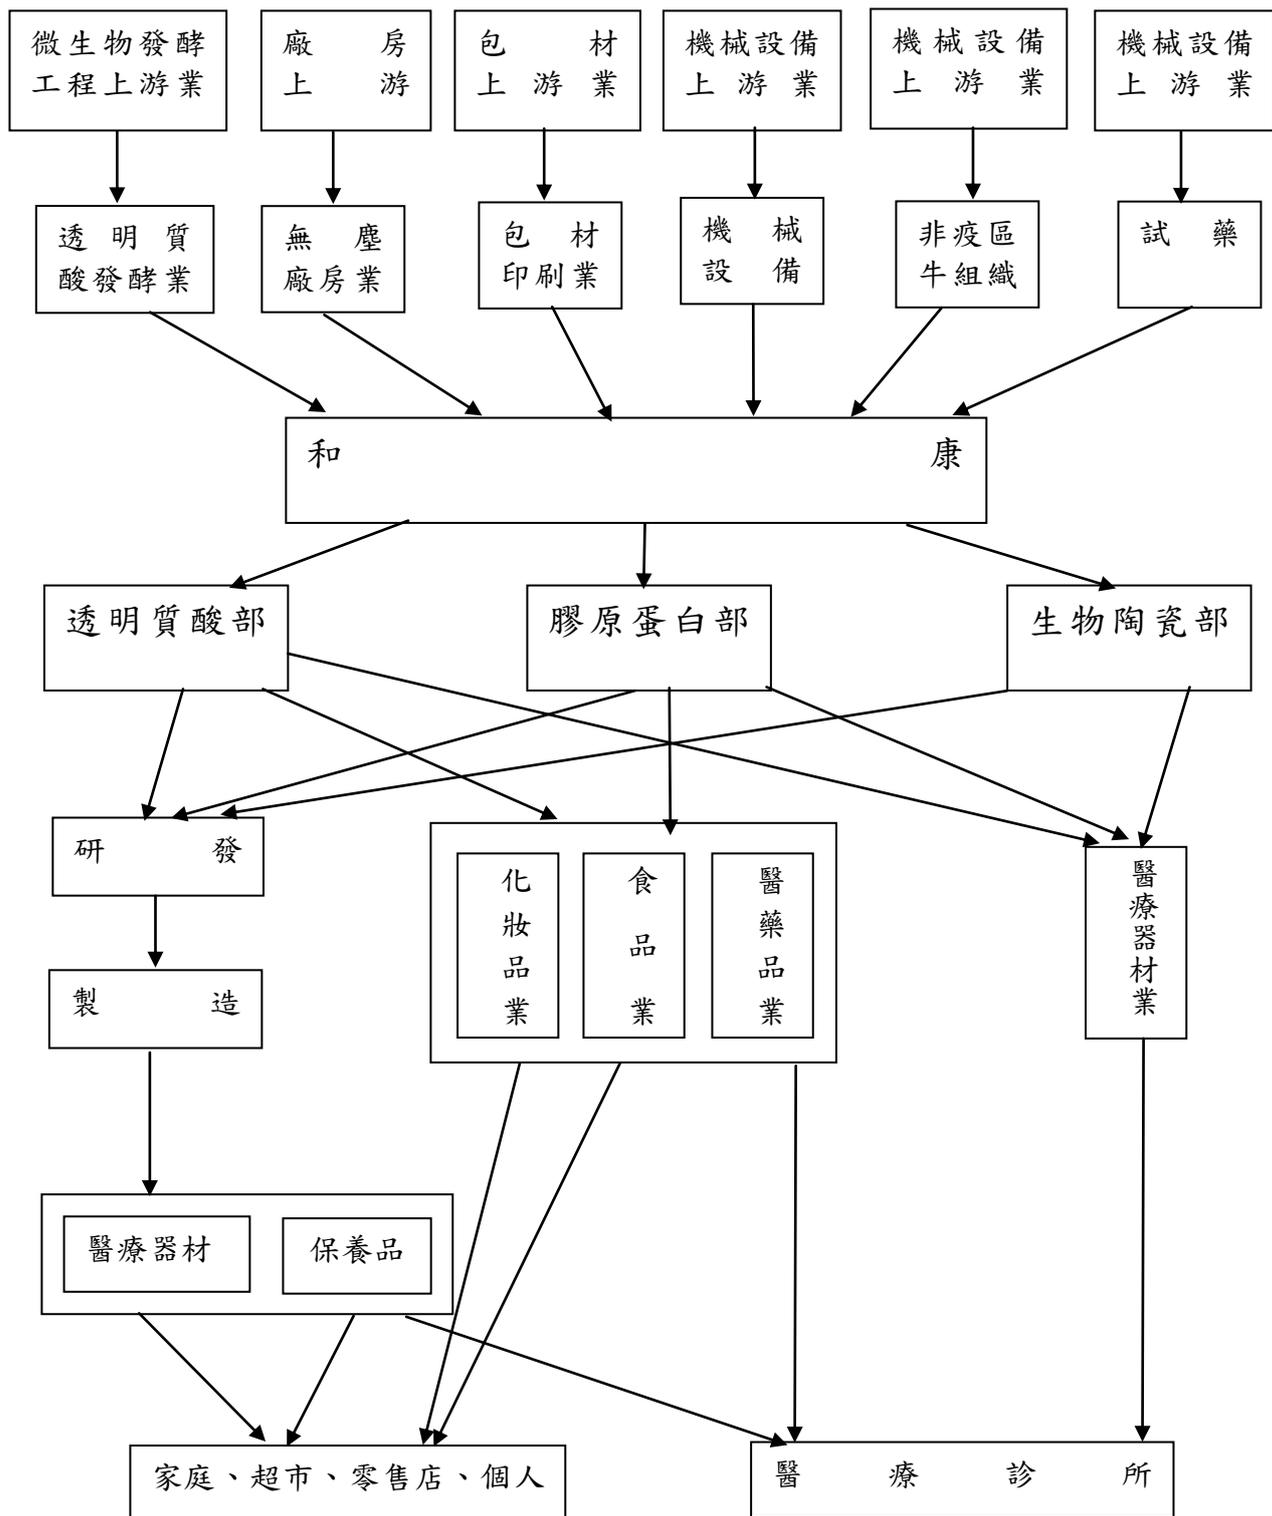 微生物發酵
工程上游業
廠房
上游
包材
上游業
機械設備
上游業
機械設備
上游業
機械設備
上游業
透明質
酸發酵業
無塵
廠房業
包材
印刷業
機械
設備
非疫區
牛組織
試藥
和康
透明質酸部
膠原蛋白部
生物陶瓷部
研發
化妝品業
食品業
醫藥品業
醫療器材業
製造
醫療器材
保養品
家庭、超市、零售店、個人
醫療診所